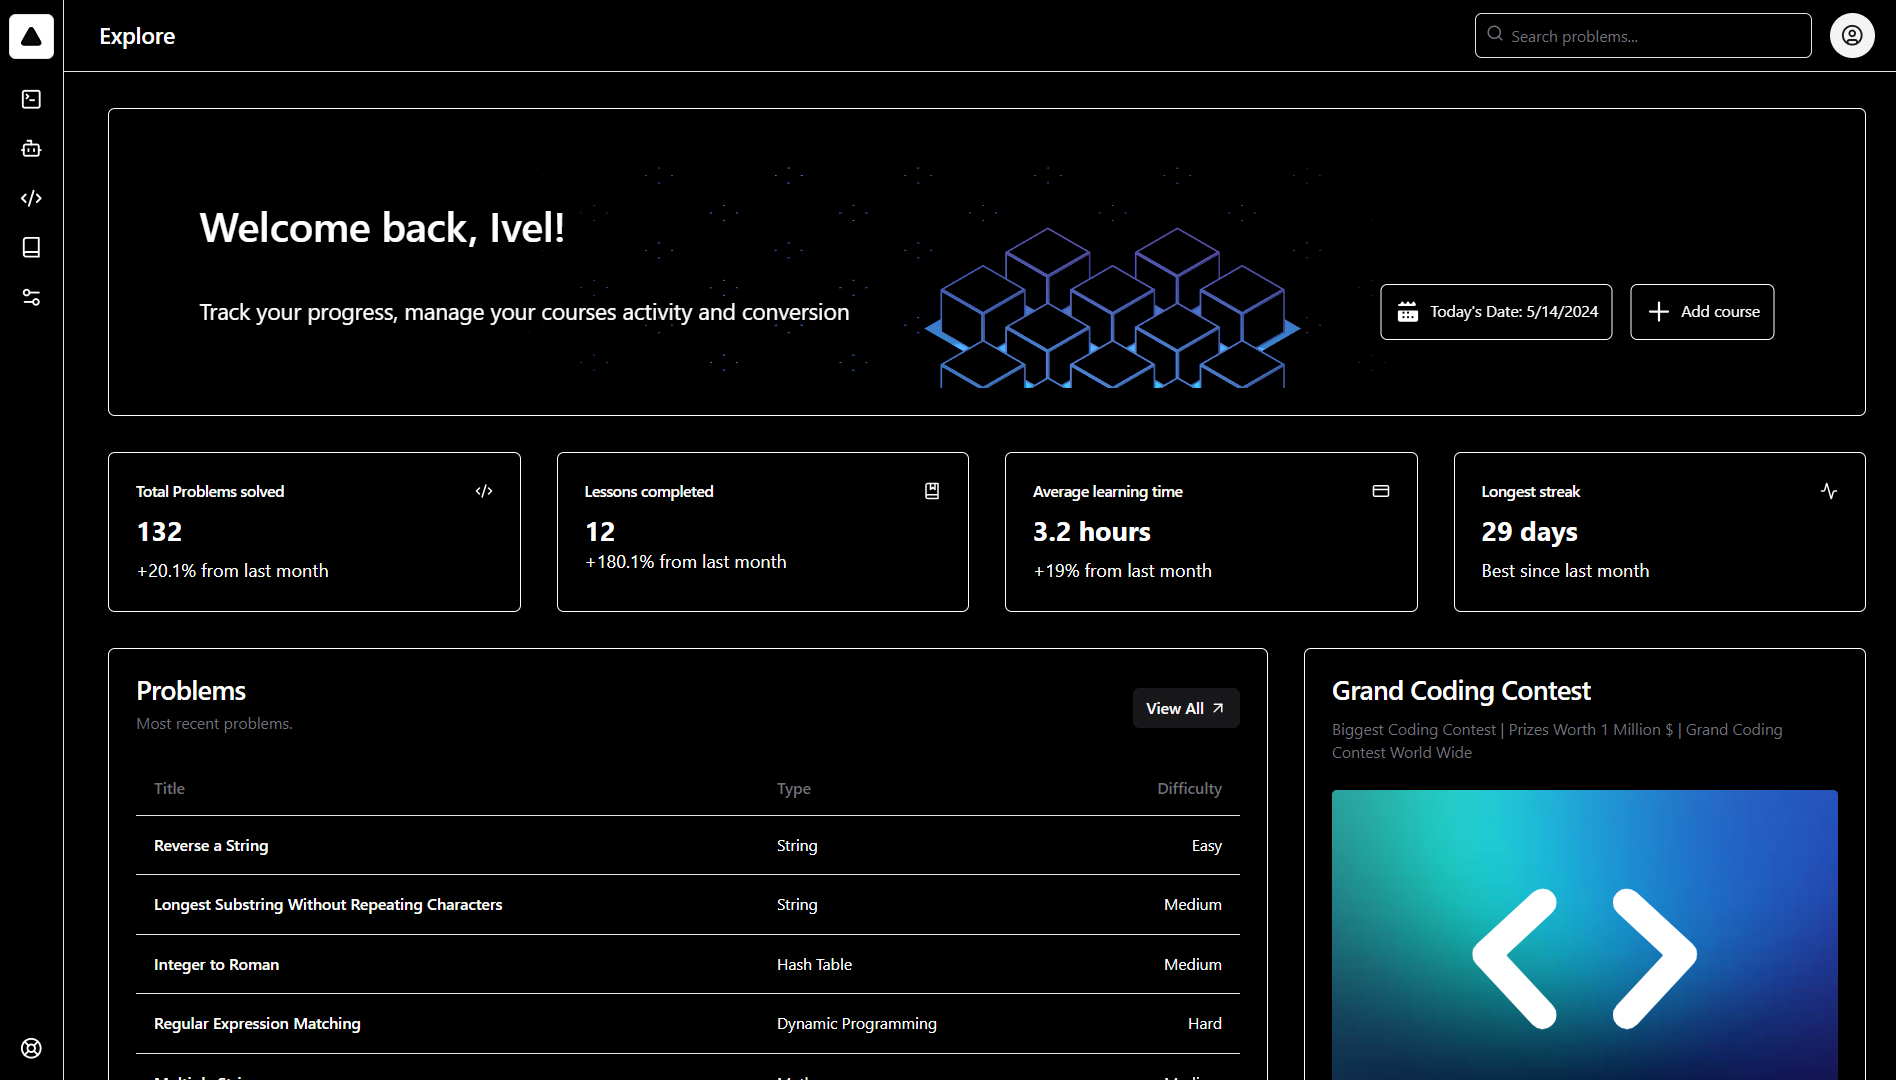 Explore
Search problems...
Welcome back, Ivel!
Track your progress, manage your courses activity and conversion
Today's Date: 5/14/2024
Add course
Total Problems solved
132
+20.1% from last month
Lessons completed
12
+180.1% from last month
Average learning time
3.2 hours
+19% from last month
Longest streak
29 days
Best since last month
Problems
Most recent problems.
View All
Title Type Difficulty
Reverse a String String Easy
Longest Substring Without Repeating Characters String Medium
Integer to Roman Hash Table Medium
Regular Expression Matching Dynamic Programming Hard
Grand Coding Contest
Biggest Coding Contest | Prizes Worth 1 Million $ | Grand Coding
Contest World Wide